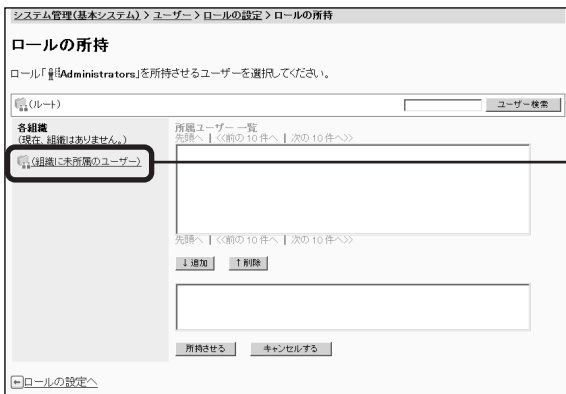 システム管理(基本システム) > ユーザー > ロールの設定 > ロールの所持
ロールの所持
ロール「Administrators」を所持させるユーザーを選択してください。
(ルート)
ユーザー検索
各組織
(現在、組織はありません。)
(組織に未所属のユーザー)
所属ユーザー 一覧
先頭へ | <<前の 10 件へ | 次の 10 件へ>>
先頭へ | <<前の 10 件へ | 次の 10 件へ>>
↓追加 ↑削除
所持させる キャンセルする
ロールの設定へ